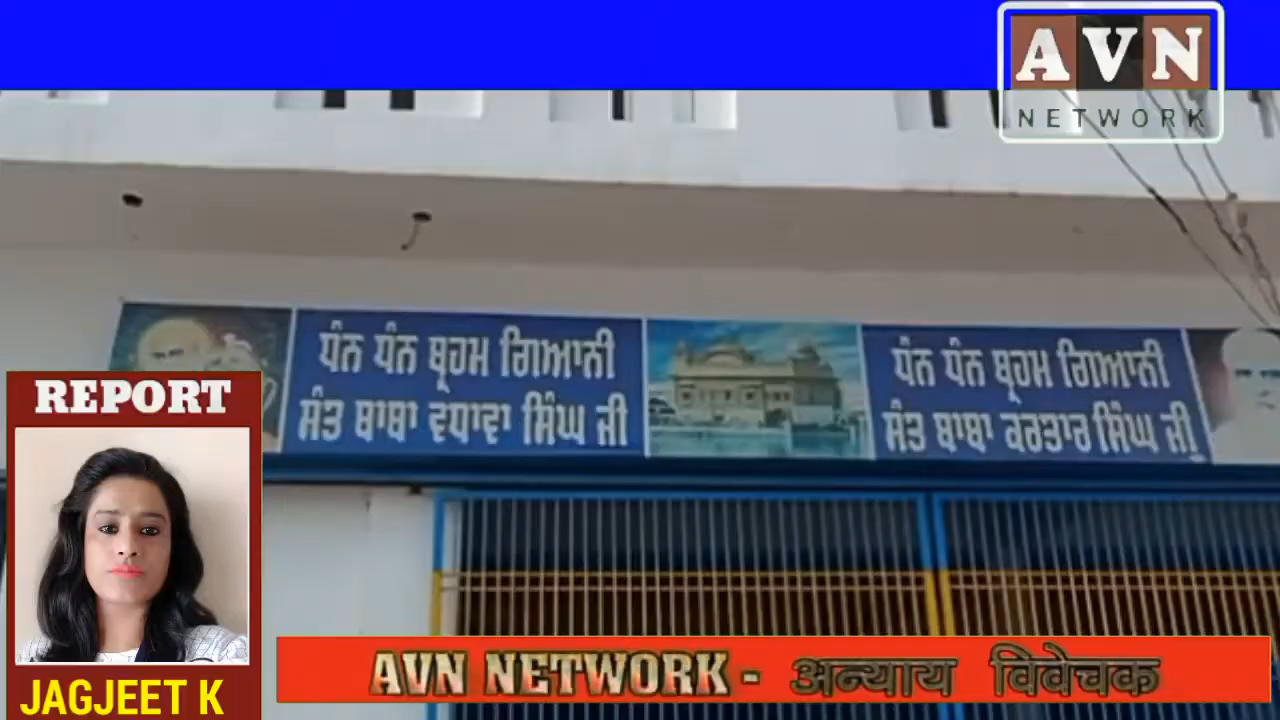 AVN
NETWORK
ਧੰਨ ਧੰਨ ਬ੍ਰਹਮ ਗਿਆਨੀ
ਸੰਤ ਬਾਬਾ ਵਧਾਵਾ ਸਿੰਘ ਜੀ
ਧੰਨ ਧੰਨ ਬ੍ਰਹਮ ਗਿਆਨੀ
ਸੰਤ ਬਾਬਾ ਕਰਤਾਰ ਸਿੰਘ ਜੀ
REPORT
JAGJEET K
AVN NETWORK - अन्याय विवेचक